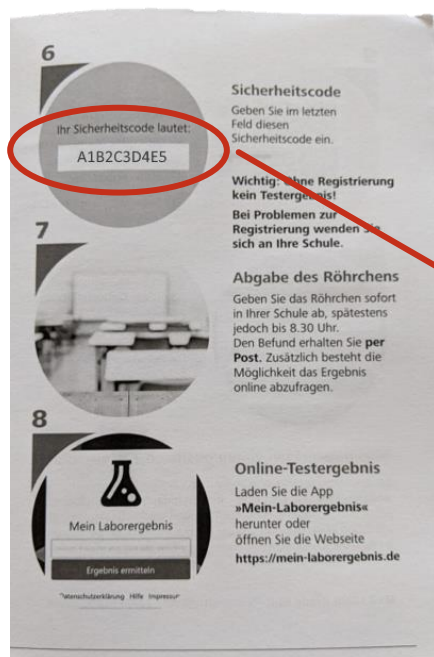 6
Ihr Sicherheitscode lautet:
A1B2C3D4E5
Sicherheitscode
Geben Sie im letzten
Feld diesen
Sicherheitscode ein.
Wichtig: Ohne Registrierung
kein Testergebnis!
Bei Problemen zur
Registrierung wenden Sie
sich an Ihre Schule.
7
Abgabe des Röhrchens
Geben Sie das Röhrchen sofort
in Ihrer Schule ab, spätestens
jedoch bis 8.30 Uhr.
Den Befund erhalten Sie per
Post. Zusätzlich besteht die
Möglichkeit das Ergebnis
online abzufragen.
8
Mein Laborergebnis
Ergebnis ermitteln
Datenschutzerklärung Hilfe Impressum
Online-Testergebnis
Laden Sie die App
»Mein-Laborergebnis«
herunter oder
öffnen Sie die Webseite
https://mein-laborergebnis.de